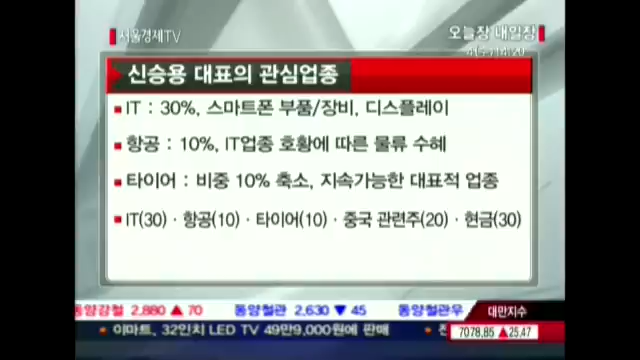 서울경제TV
오늘장 내일장
신승용 대표의 관심업종
IT : 30%, 스마트폰 부품/장비, 디스플레이
항공 : 10%, IT업종 호황에 따른 물류 수혜
타이어 : 비중 10% 축소, 지속가능한 대표적 업종
IT(30) · 항공(10) · 타이어(10) · 중국 관련주(20) · 현금(30)
동양강철 2,880 ▲ 70 동양철관 2,630 ▼ 45 동양철관우
대만지수
이마트, 32인치 LED TV 49만9,000원에 판매
7078,85 ▲25,47